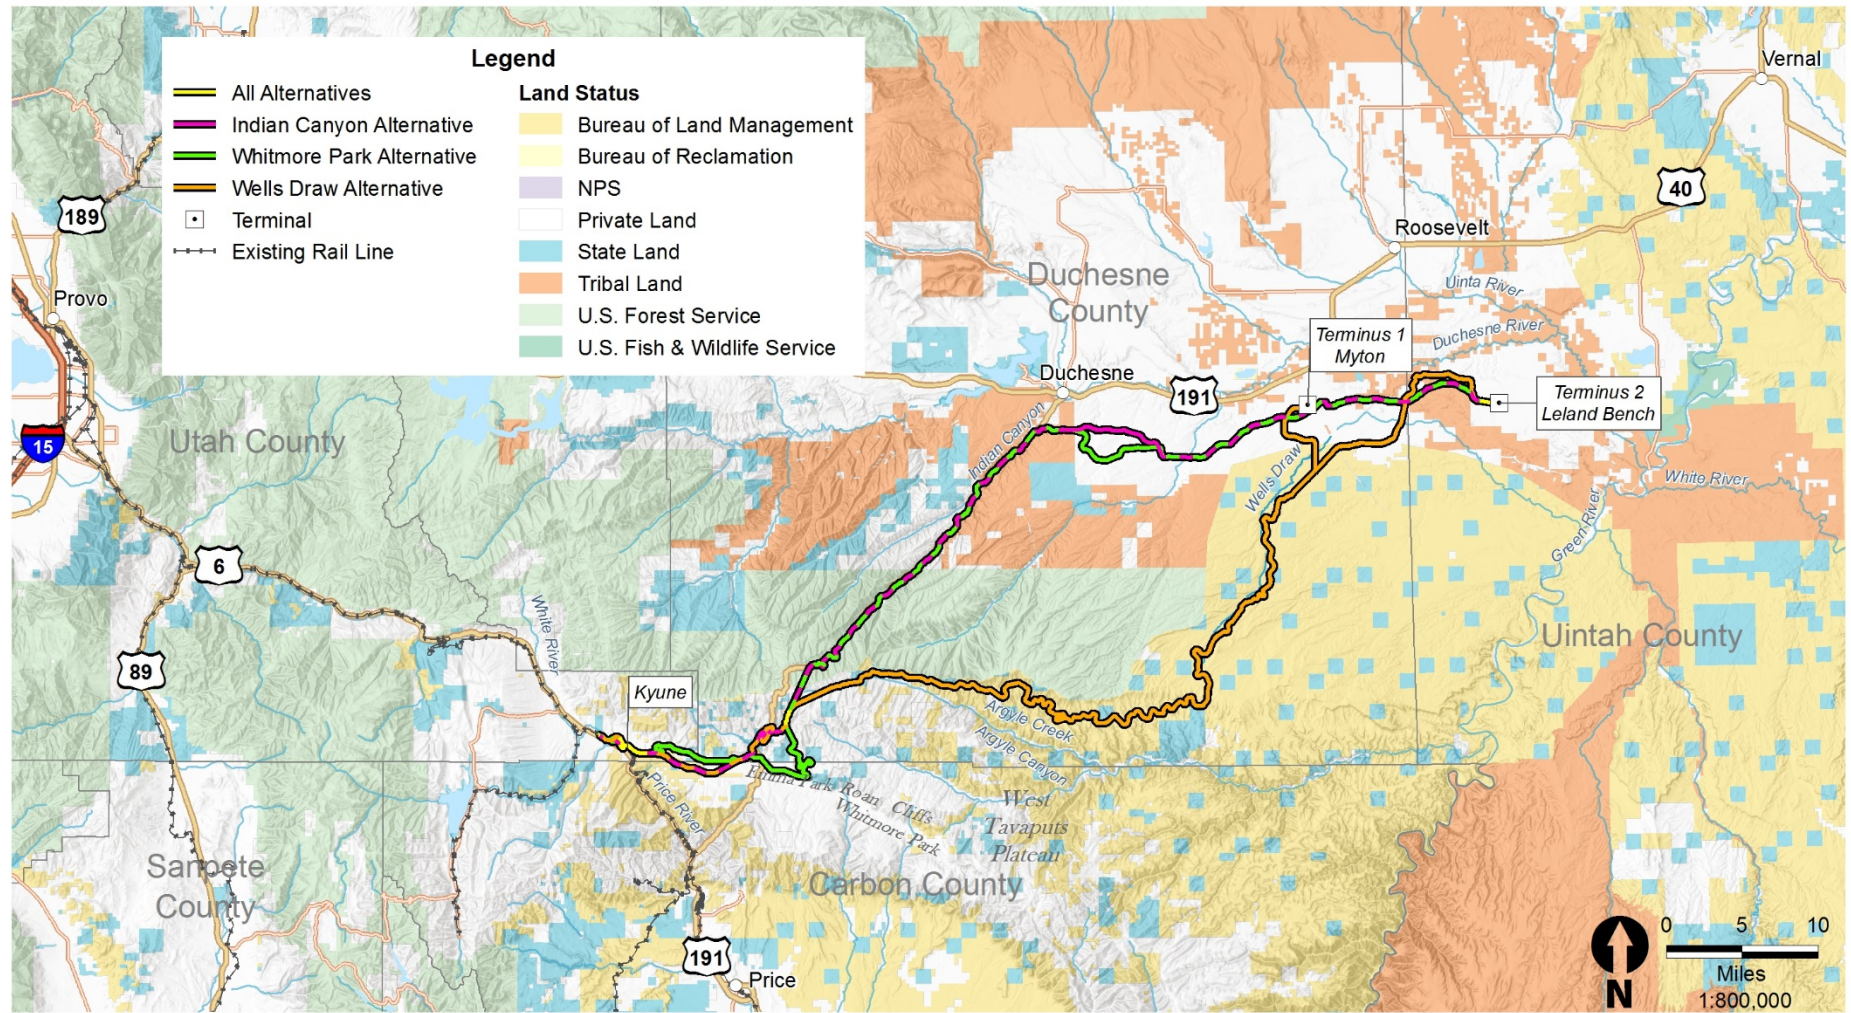 Legend
All Alternatives
Indian Canyon Alternative
Whitmore Park Alternative
Wells Draw Alternative
Terminal
Existing Rail Line
Land Status
Bureau of Land Management
Bureau of Reclamation
NPS
Private Land
State Land
Tribal Land
U.S. Forest Service
U.S. Fish & Wildlife Service
Vernal
40
189
Roosevelt
Duchesne
County
Uinta River
Provo
Terminus 1
Myton
Duchesne River
Duchesne
191
Terminus 2
Leland Bench
15
Utah County
Indian Canyon
Wells Draw
White River
Green River
6
White River
Uintah County
89
Kyune
Argyle Creek
Argyle Canyon
Emma Park
Roan Cliffs
Whitmore Park
Price River
West
Tavaputs
Plateau
Sanpete
County
Carbon County
191
Price
N
0 5 10
Miles
1:800,000